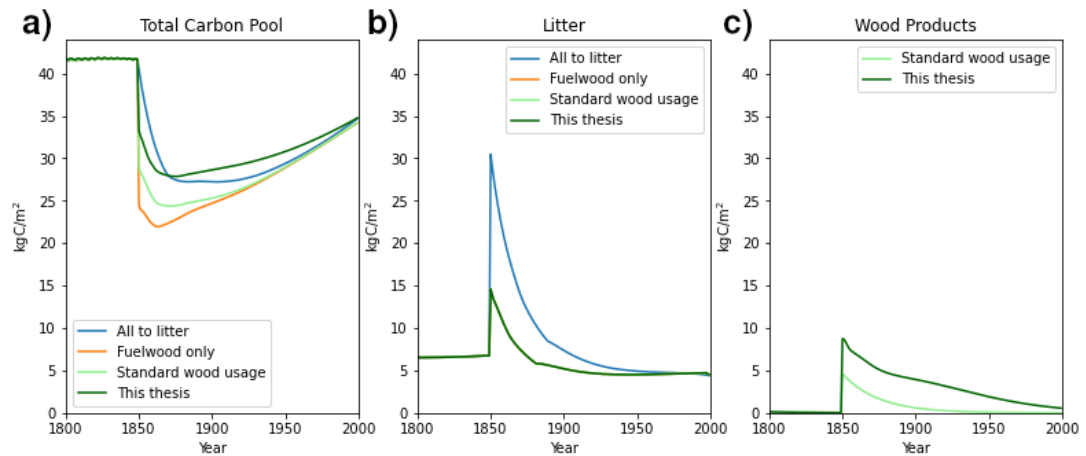 a) Total Carbon Pool
40
35
30
25
20
15
10
5
0
kgC/m²
All to litter
Fuelwood only
Standard wood usage
This thesis
1800 1850 1900 1950 2000
Year
b) Litter
40
35
30
25
20
15
10
5
0
kgC/m²
All to litter
Fuelwood only
Standard wood usage
This thesis
1800 1850 1900 1950 2000
Year
c) Wood Products
40
35
30
25
20
15
10
5
0
kgC/m²
Standard wood usage
This thesis
1800 1850 1900 1950 2000
Year